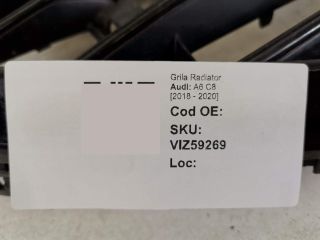 Grila Radiator
Audi: A6 C8
[2018 - 2020]
Cod OE:
SKU:
VIZ59269
Loc: